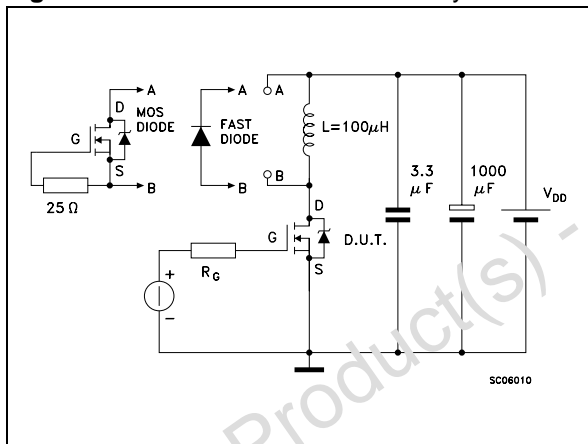 A
A
A
D
MOS
DIODE
FAST
DIODE
L=100μH
G
S
B
B
B
25 Ω
3.3
μF
1000
μF
VDD
D
G
D.U.T.
S
RG
+
-
SC06010
Product(s) -